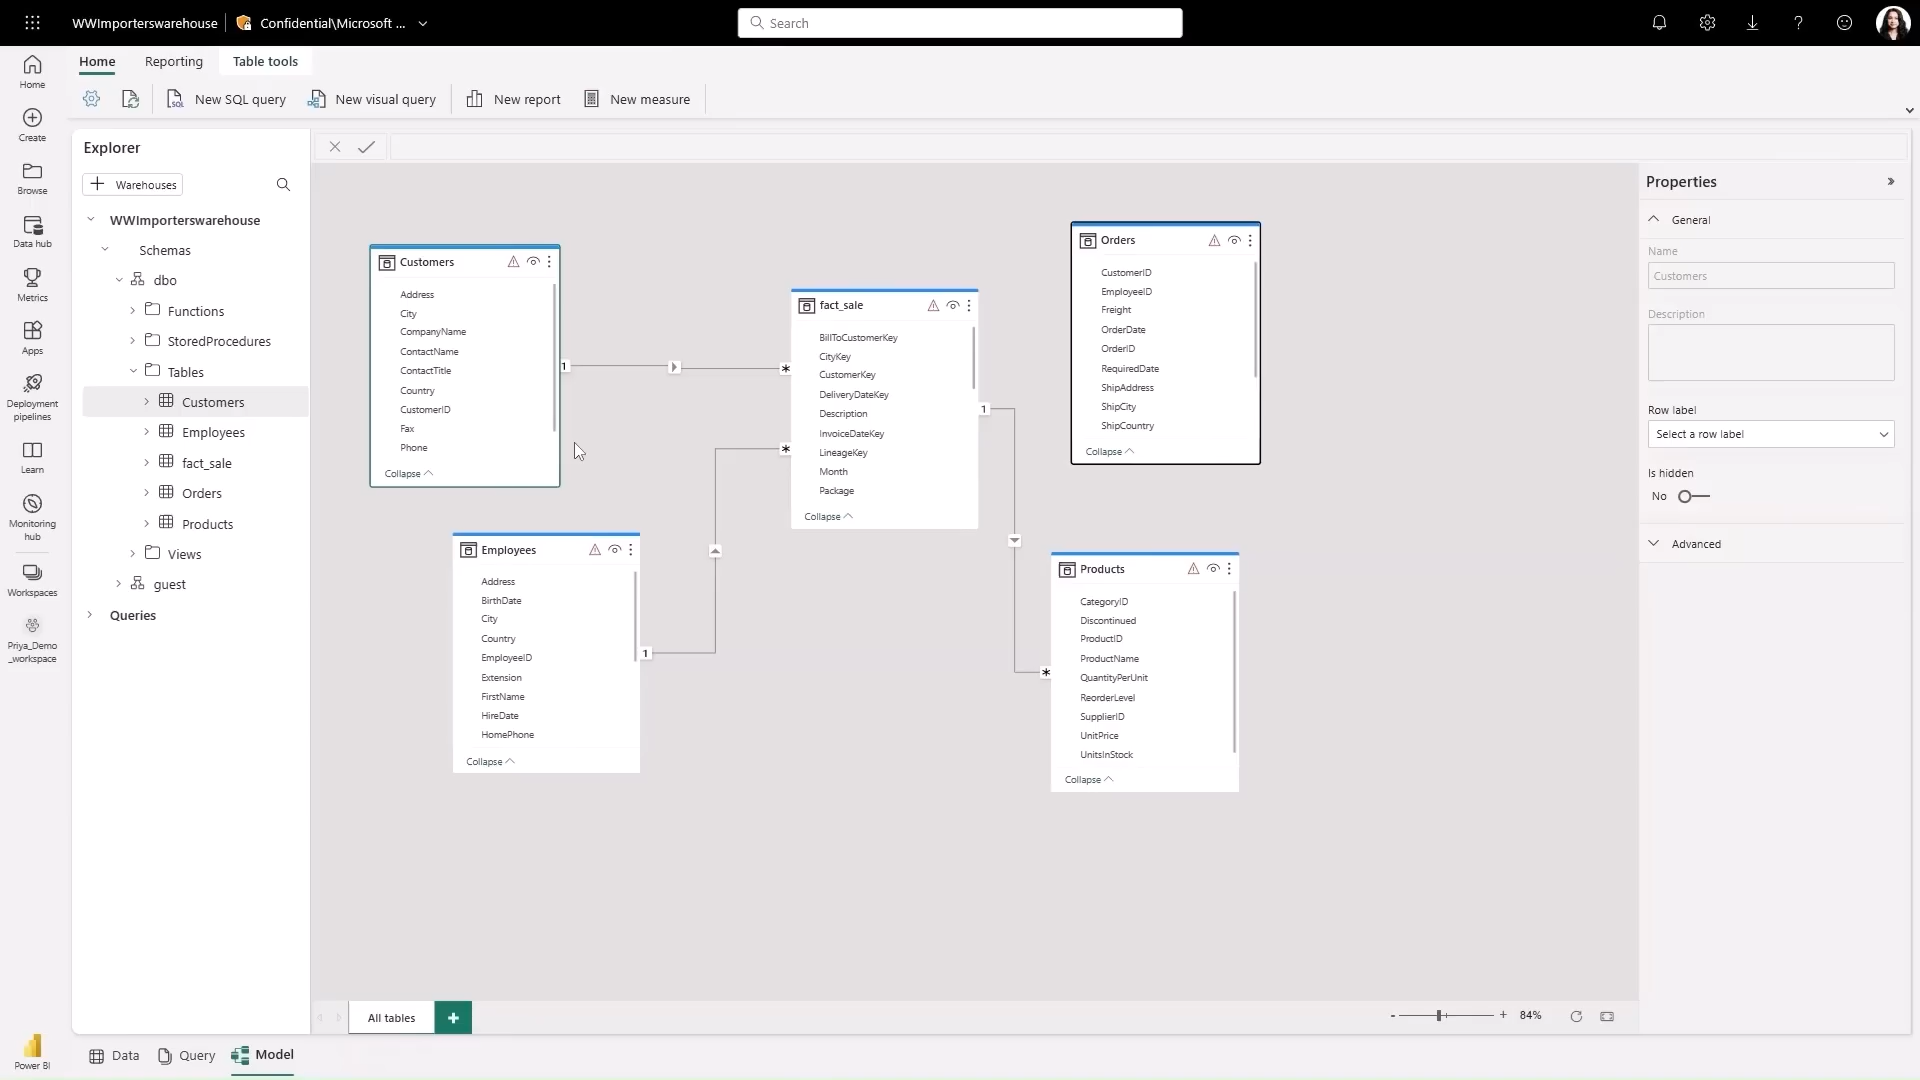 WWImporterswarehouse
Confidential\Microsoft ...
Search
Home
Reporting
Table tools
New SQL query
New visual query
New report
New measure
Home
Create
Browse
Data hub
Metrics
Apps
Deployment
pipelines
Learn
Monitoring
hub
Workspaces
Priya_Demo
_workspace
Power BI
Explorer
+ Warehouses
WWImporterswarehouse
Schemas
dbo
Functions
StoredProcedures
Tables
Customers
Employees
fact_sale
Orders
Products
Views
guest
Queries
Customers
Address
City
CompanyName
ContactName
ContactTitle
Country
CustomerID
Fax
Phone
Collapse
1
*
Employees
Address
BirthDate
City
Country
EmployeeID
Extension
FirstName
HireDate
HomePhone
Collapse
1
*
fact_sale
BillToCustomerKey
CityKey
CustomerKey
DeliveryDateKey
Description
InvoiceDateKey
LineageKey
Month
Package
Collapse
1
*
Orders
CustomerID
EmployeeID
Freight
OrderDate
OrderID
RequiredDate
ShipAddress
ShipCity
ShipCountry
Collapse
Products
CategoryID
Discontinued
ProductID
ProductName
QuantityPerUnit
ReorderLevel
SupplierID
UnitPrice
UnitsInStock
Collapse
Properties
General
Name
Customers
Description
Row label
Select a row label
Is hidden
No
Advanced
All tables
+
- + 84%
Data
Query
Model